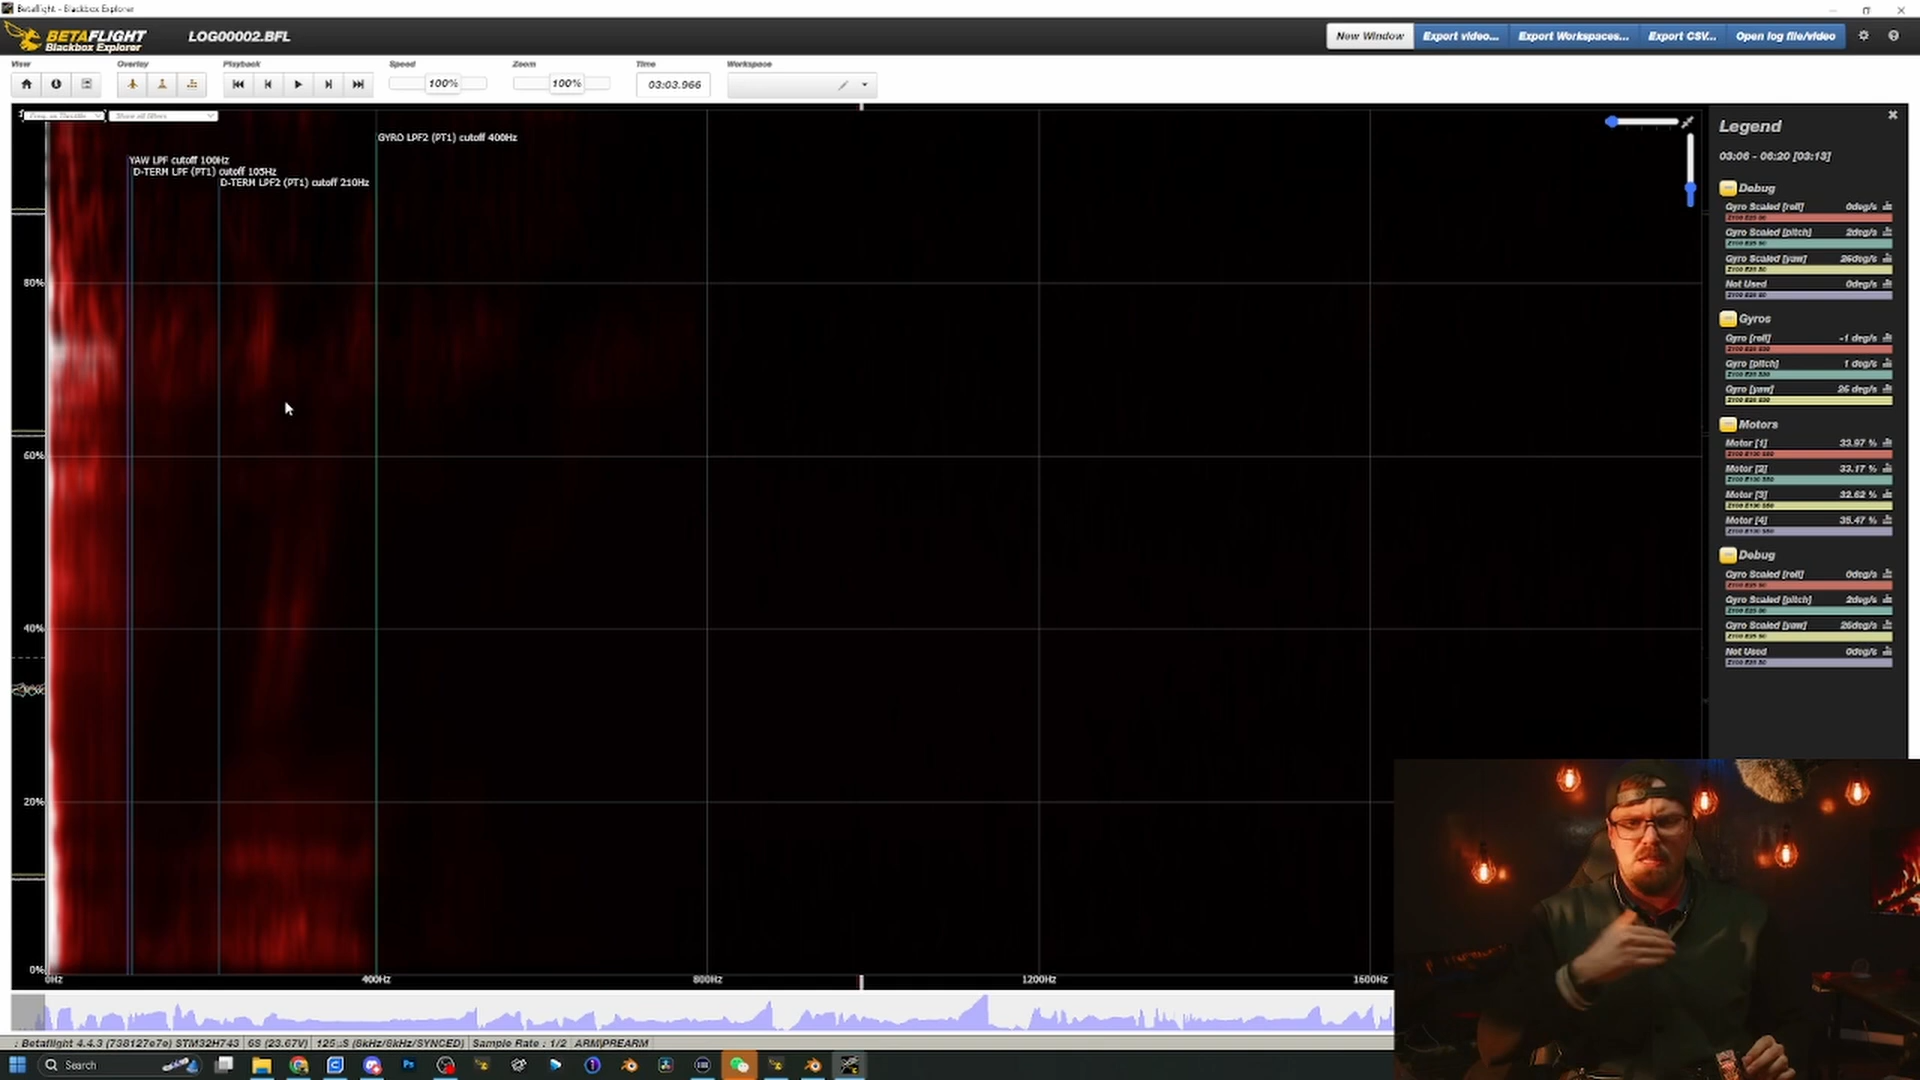 Betaflight - Blackbox Explorer
BETAFLIGHT
Blackbox Explorer
LOG00002.BFL
New Window
Export video...
Export Workspaces...
Export CSV...
Open log file/video
View
Overlay
Playback
Speed
Zoom
Time
Workspace
100%
100%
03:03.966
Freq. vs Throttle
Show all filters
GYRO LPF2 (PT1) cutoff 400Hz
YAW LPF cutoff 100Hz
D-TERM LPF (PT1) cutoff 105Hz
D-TERM LPF2 (PT1) cutoff 210Hz
80%
60%
40%
20%
0%
0Hz
400Hz
800Hz
1200Hz
1600Hz
Legend
03:06 - 06:20 [03:13]
Debug
Gyro Scaled [roll] 0deg/s
Gyro Scaled [pitch] 2deg/s
Gyro Scaled [yaw] 26deg/s
Not Used 0deg/s
Gyros
Gyro [roll] -1 deg/s
Gyro [pitch] 1 deg/s
Gyro [yaw] 26 deg/s
Motors
Motor [1] 33.97 %
Motor [2] 33.17 %
Motor [3] 32.62 %
Motor [4] 35.47 %
Debug
Gyro Scaled [roll] 0deg/s
Gyro Scaled [pitch] 2deg/s
Gyro Scaled [yaw] 26deg/s
Not Used 0deg/s
: Betaflight 4.4.3 (738127e7e) STM32H743
6S (23.67V)
125µS (8kHz/8kHz/SYNCED)
Sample Rate : 1/2
ARM|PREARM
Search